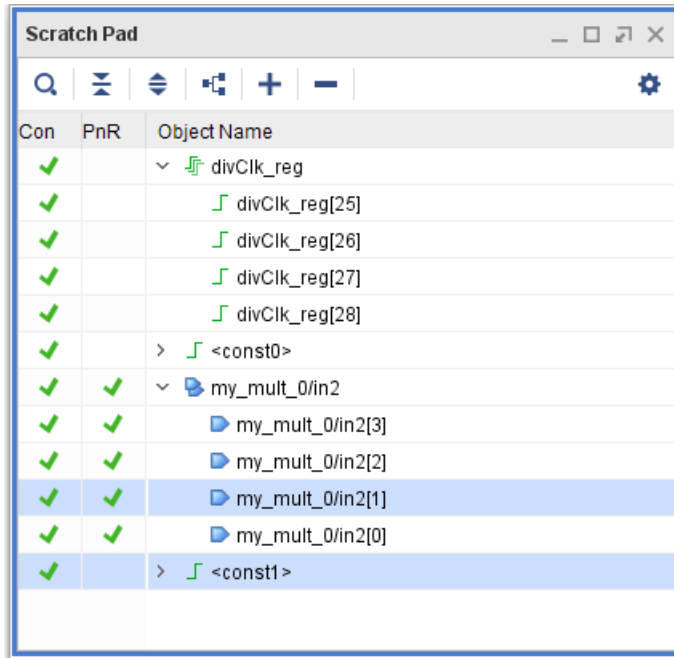 Scratch Pad
Con PnR Object Name
divClk_reg
divClk_reg[25]
divClk_reg[26]
divClk_reg[27]
divClk_reg[28]
<const0>
my_mult_0/in2
my_mult_0/in2[3]
my_mult_0/in2[2]
my_mult_0/in2[1]
my_mult_0/in2[0]
<const1>